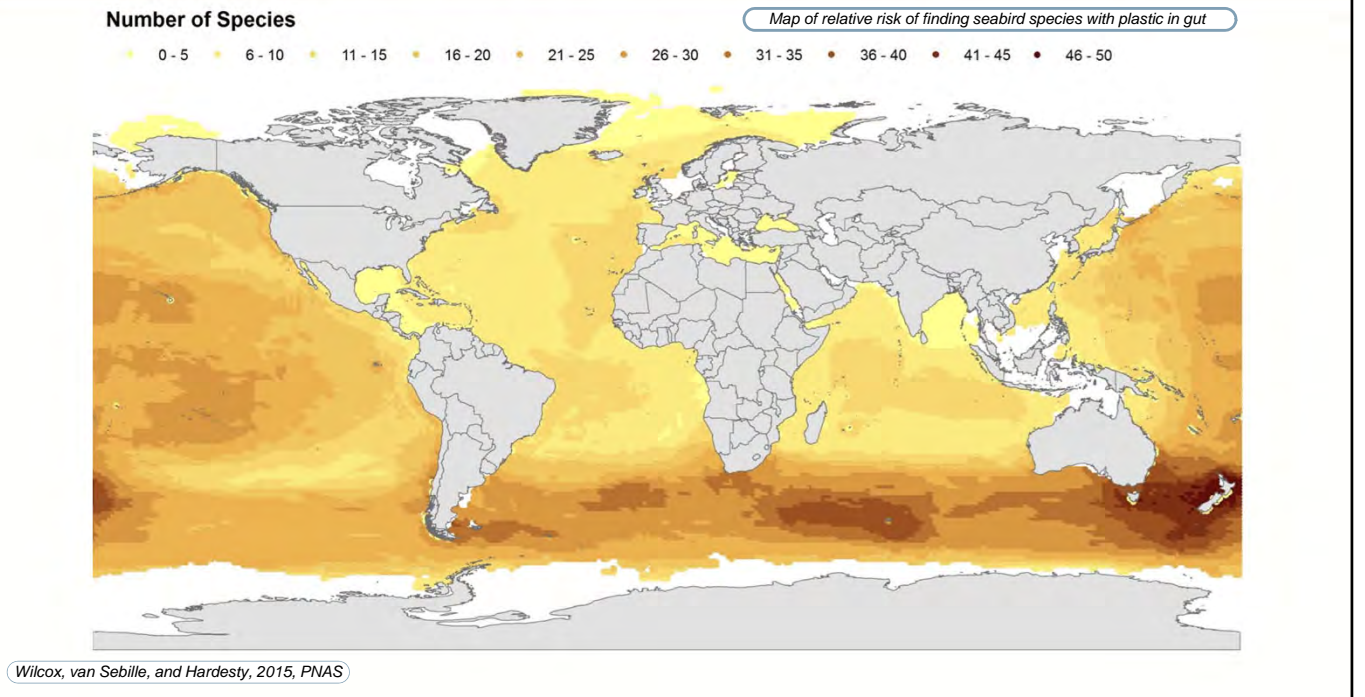 Number of Species
Map of relative risk of finding seabird species with plastic in gut
0 - 5 6 - 10 11 - 15 16 - 20 21 - 25 26 - 30 31 - 35 36 - 40 41 - 45 46 - 50
Wilcox, van Sebille, and Hardesty, 2015, PNAS